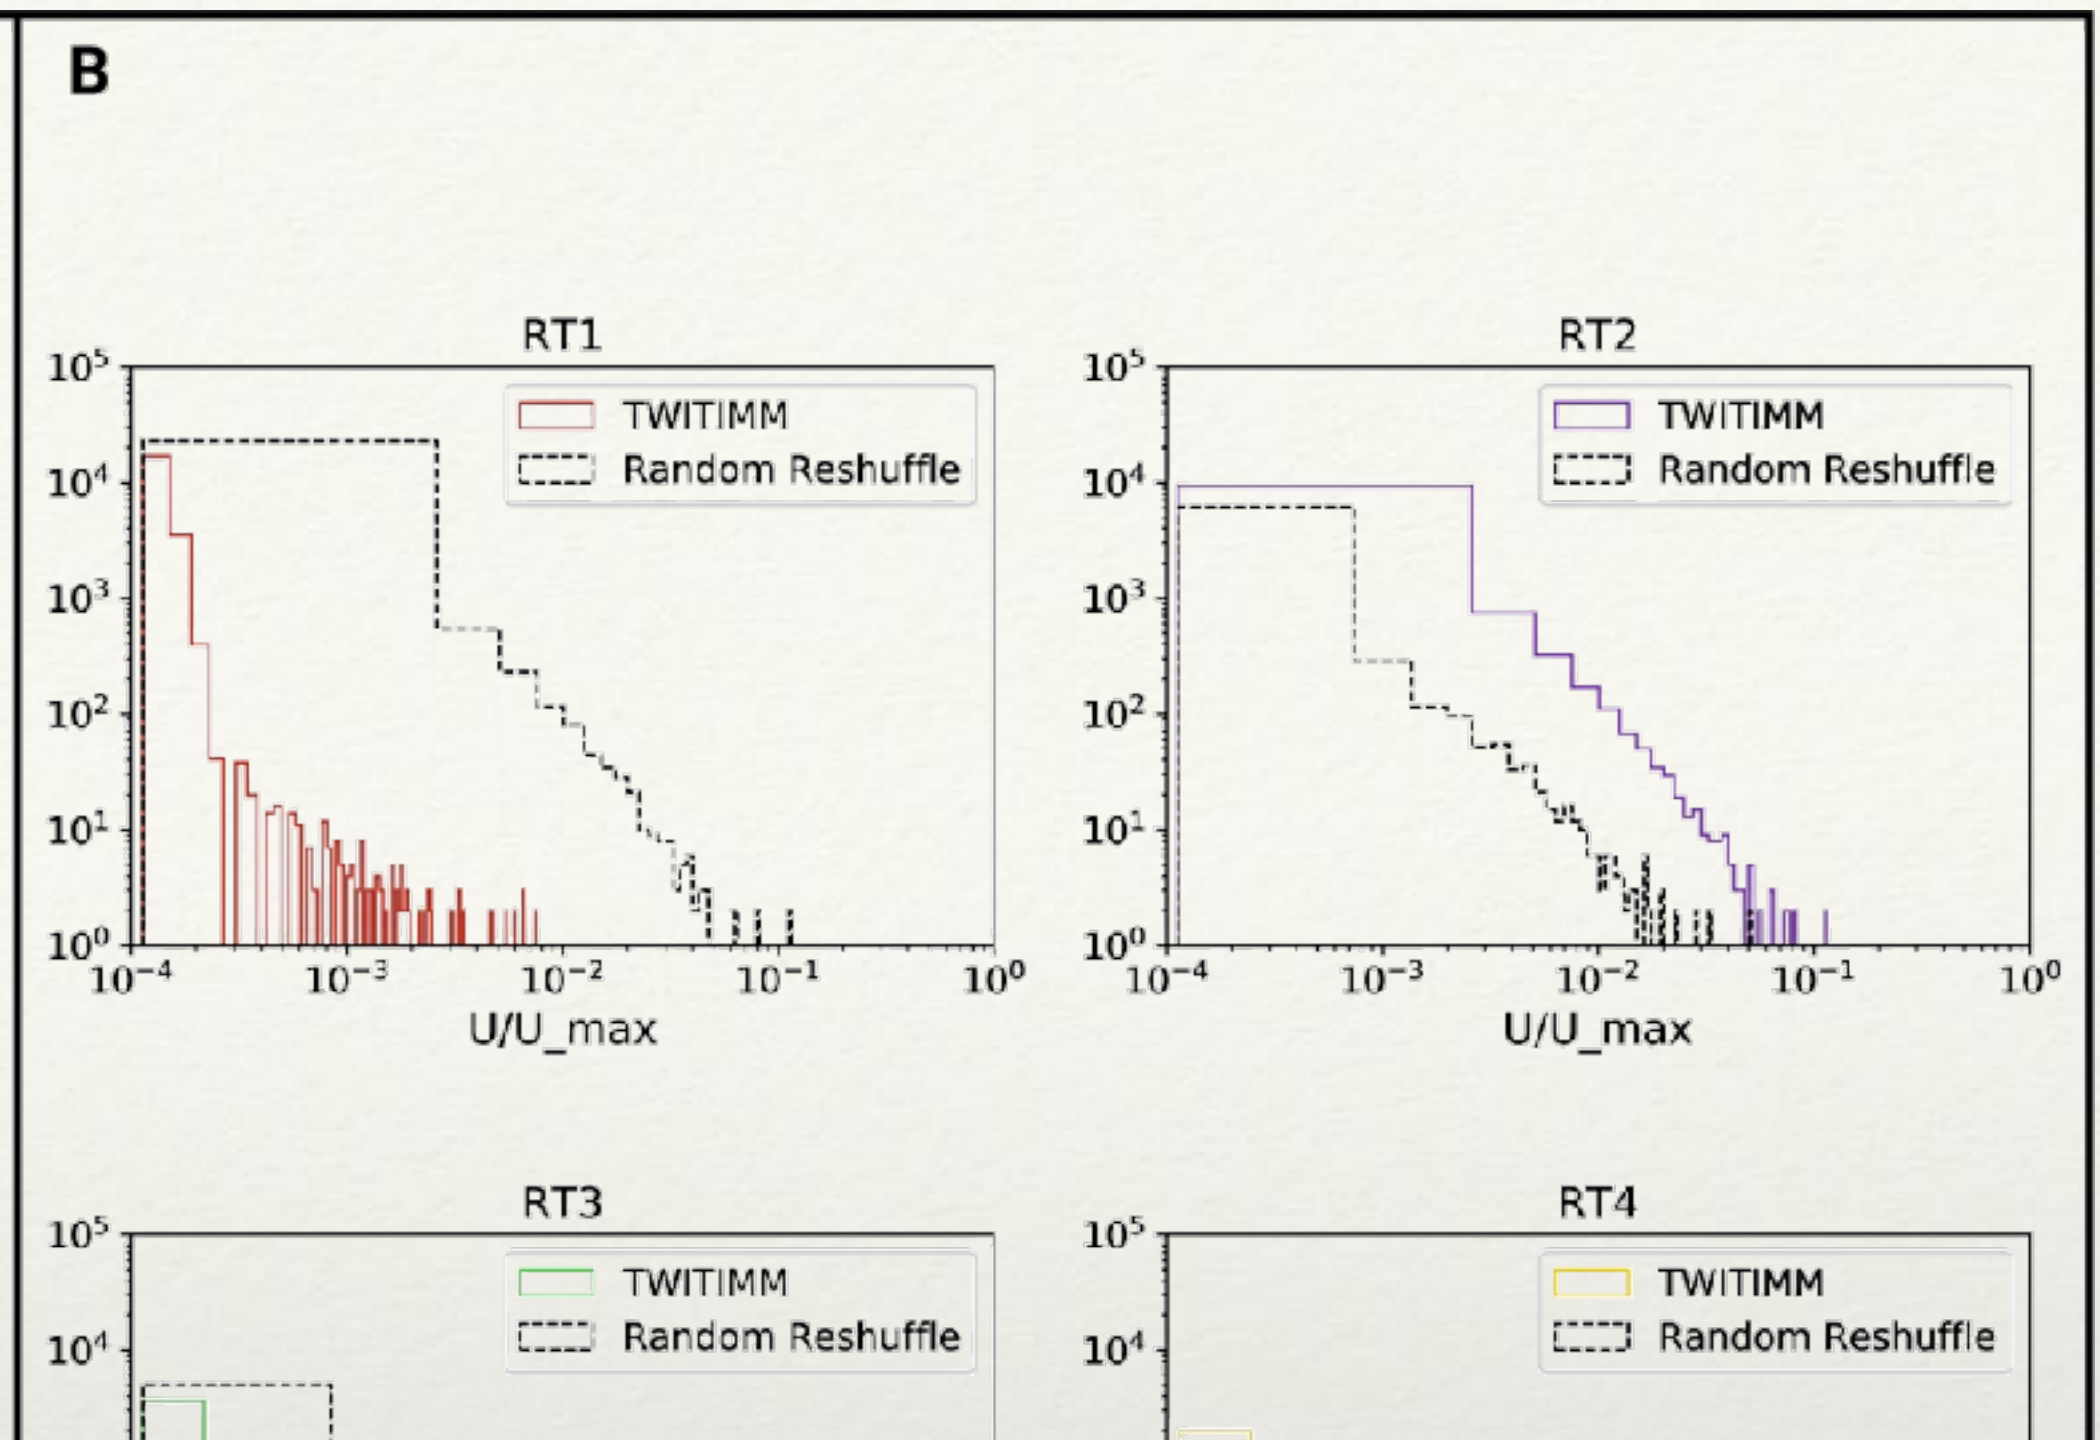 B
RT1
RT2
10⁵
10⁴
10³
10²
10¹
10⁰
TWITIMM
Random Reshuffle
10⁻⁴ 10⁻³ 10⁻² 10⁻¹ 10⁰
U/U_max
10⁵
10⁴
10³
10²
10¹
10⁰
TWITIMM
Random Reshuffle
10⁻⁴ 10⁻³ 10⁻² 10⁻¹ 10⁰
U/U_max
RT3
10⁵
10⁴
TWITIMM
Random Reshuffle
RT4
10⁵
10⁴
TWITIMM
Random Reshuffle